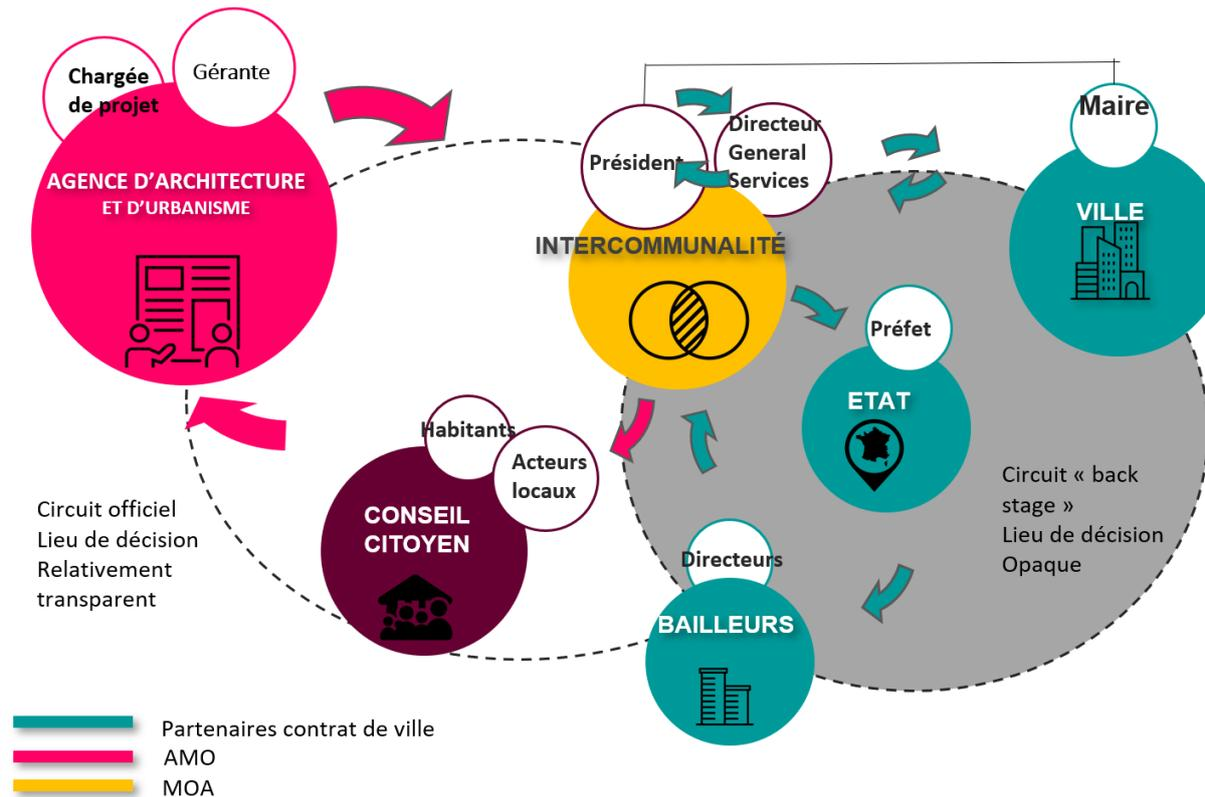 Chargée
de projet
Gérante
AGENCE D'ARCHITECTURE
ET D'URBANISME
Président
Directeur
General
Services
INTERCOMMUNALITÉ
Maire
VILLE
Préfet
ETAT
Habitants
Acteurs
locaux
CONSEIL
CITOYEN
Directeurs
BAILLEURS
Circuit officiel
Lieu de décision
Relativement
transparent
Circuit « back
stage »
Lieu de décision
Opaque
Partenaires contrat de ville
AMO
MOA